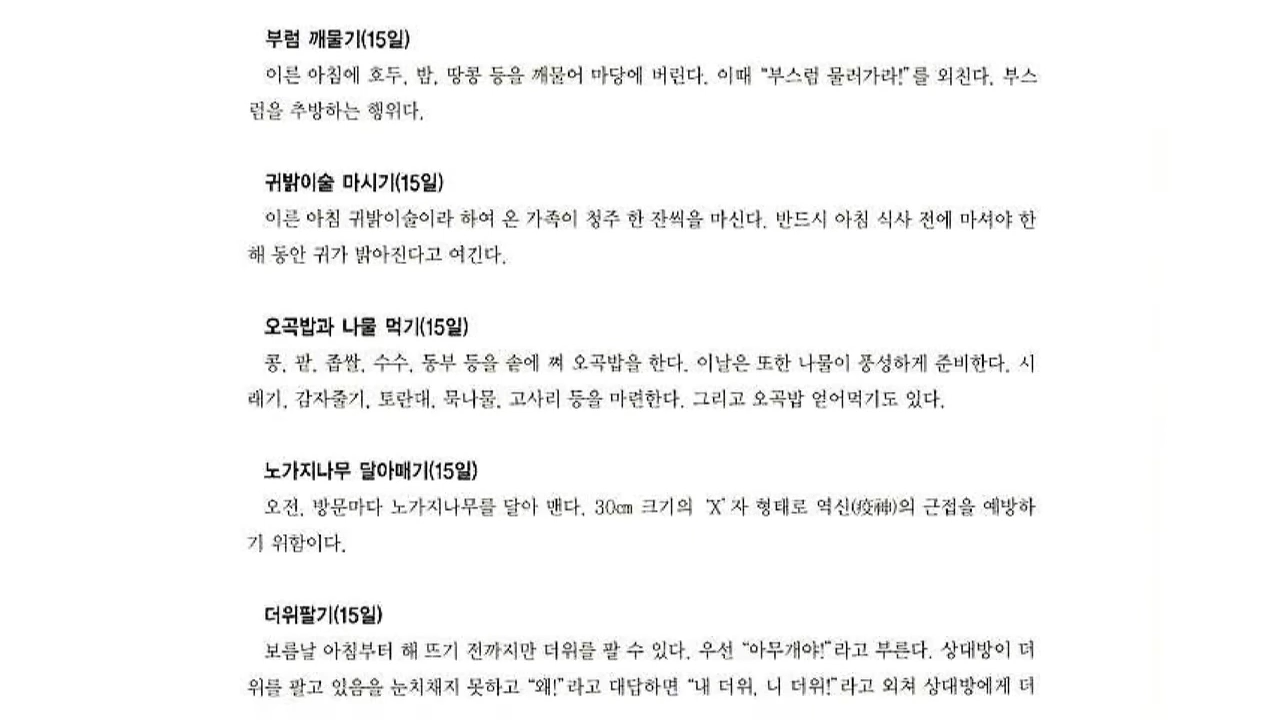 부럼 깨물기(15일)
이른 아침에 호두, 밤, 땅콩 등을 깨물어 마당에 버린다. 이때 “부스럼 물러가라!”를 외친다. 부스
럼을 추방하는 행위다.
귀밝이술 마시기(15일)
이른 아침 귀밝이술이라 하여 온 가족이 청주 한 잔씩을 마신다. 반드시 아침 식사 전에 마셔야 한
해 동안 귀가 밝아진다고 여긴다.
오곡밥과 나물 먹기(15일)
콩, 팥, 좁쌀, 수수, 동부 등을 솥에 쪄 오곡밥을 한다. 이날은 또한 나물이 풍성하게 준비한다. 시
래기, 감자줄기, 토란대, 묵나물, 고사리 등을 마련한다. 그리고 오곡밥 얻어먹기도 있다.
노가지나무 달아매기(15일)
오전, 방문마다 노가지나무를 달아 맨다. 30㎝ 크기의 ‘X’자 형태로 역신(疫神)의 근접을 예방하
기 위함이다.
더위팔기(15일)
보름날 아침부터 해 뜨기 전까지만 더위를 팔 수 있다. 우선 “아무개야!”라고 부른다. 상대방이 더
위를 팔고 있음을 눈치채지 못하고 “왜!”라고 대답하면 “내 더위, 니 더위!”라고 외쳐 상대방에게 더